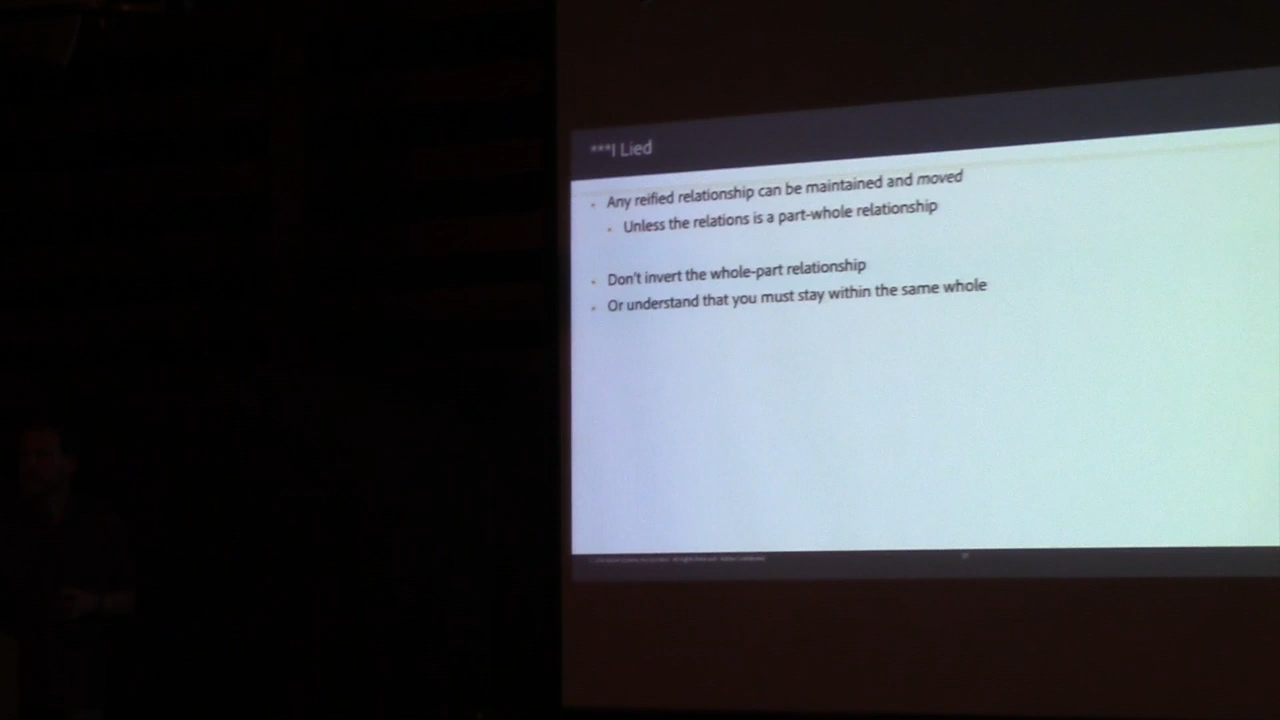 ***I Lied
Any reified relationship can be maintained and moved
Unless the relations is a part-whole relationship
Don't invert the whole-part relationship
Or understand that you must stay within the same whole